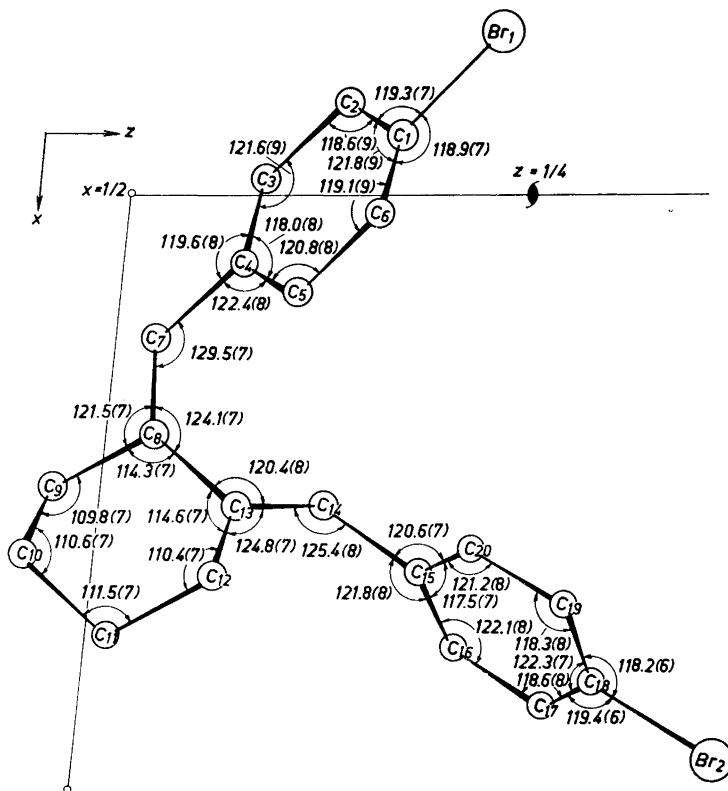 Br1
119.3(7)
C2
C1
118.6(9)
121.8(9)
118.9(7)
z
121.6(9)
C3
119.1(9)
z = 1/4
x=1/2
x
C6
118.0(8)
119.6(8)
120.8(8)
C4
C5
122.4(8)
C7
129.5(7)
121.5(7)
124.1(7)
C8
114.3(7)
C9
120.4(8)
109.8(7)
C13
C14
114.6(7)
110.6(7)
110.4(7)
124.8(7)
125.4(8)
120.6(7)
C10
C20
C12
C15
111.5(7)
121.2(8)
121.8(8)
117.5(7)
C19
C11
122.1(8)
118.3(8)
C16
122.3(7)
118.2(6)
118.6(8)
C18
C17
119.4(6)
Br2